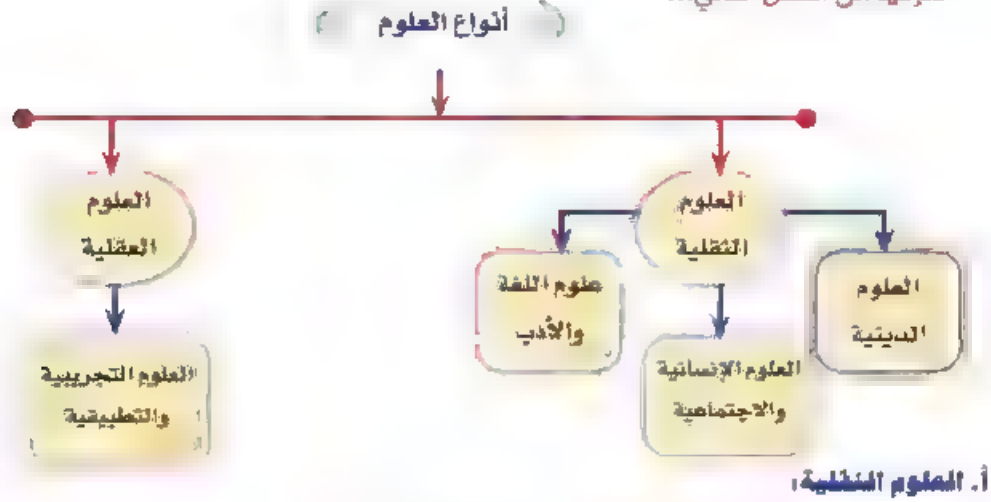 أنواع العلوم
العلوم
النقلية
العلوم
العقلية
العلوم
الدينية
علوم اللغة
والأدب
العلوم الإنسانية
والاجتماعية
العلوم التجريبية
والتطبيقية
أ. العلوم النقلية: